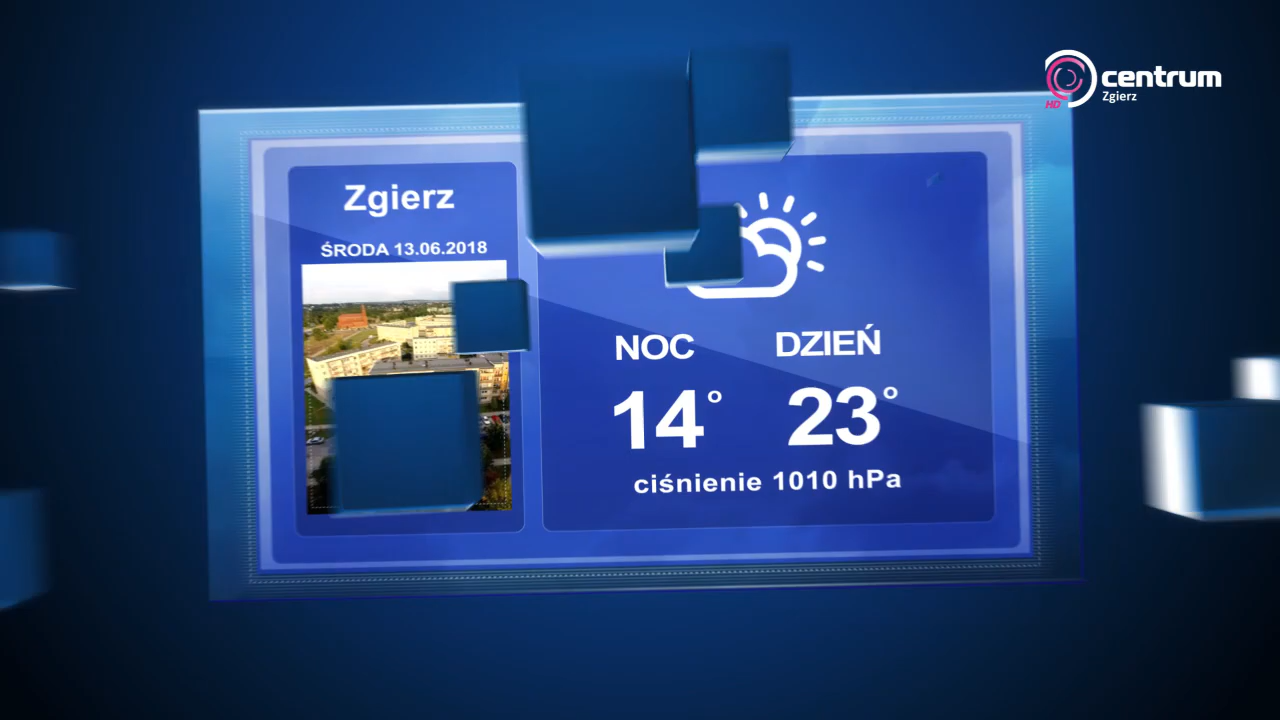 HD
centrum
Zgierz
Zgierz
ŚRODA 13.06.2018
NOC
DZIEŃ
14°
23°
ciśnienie 1010 hPa